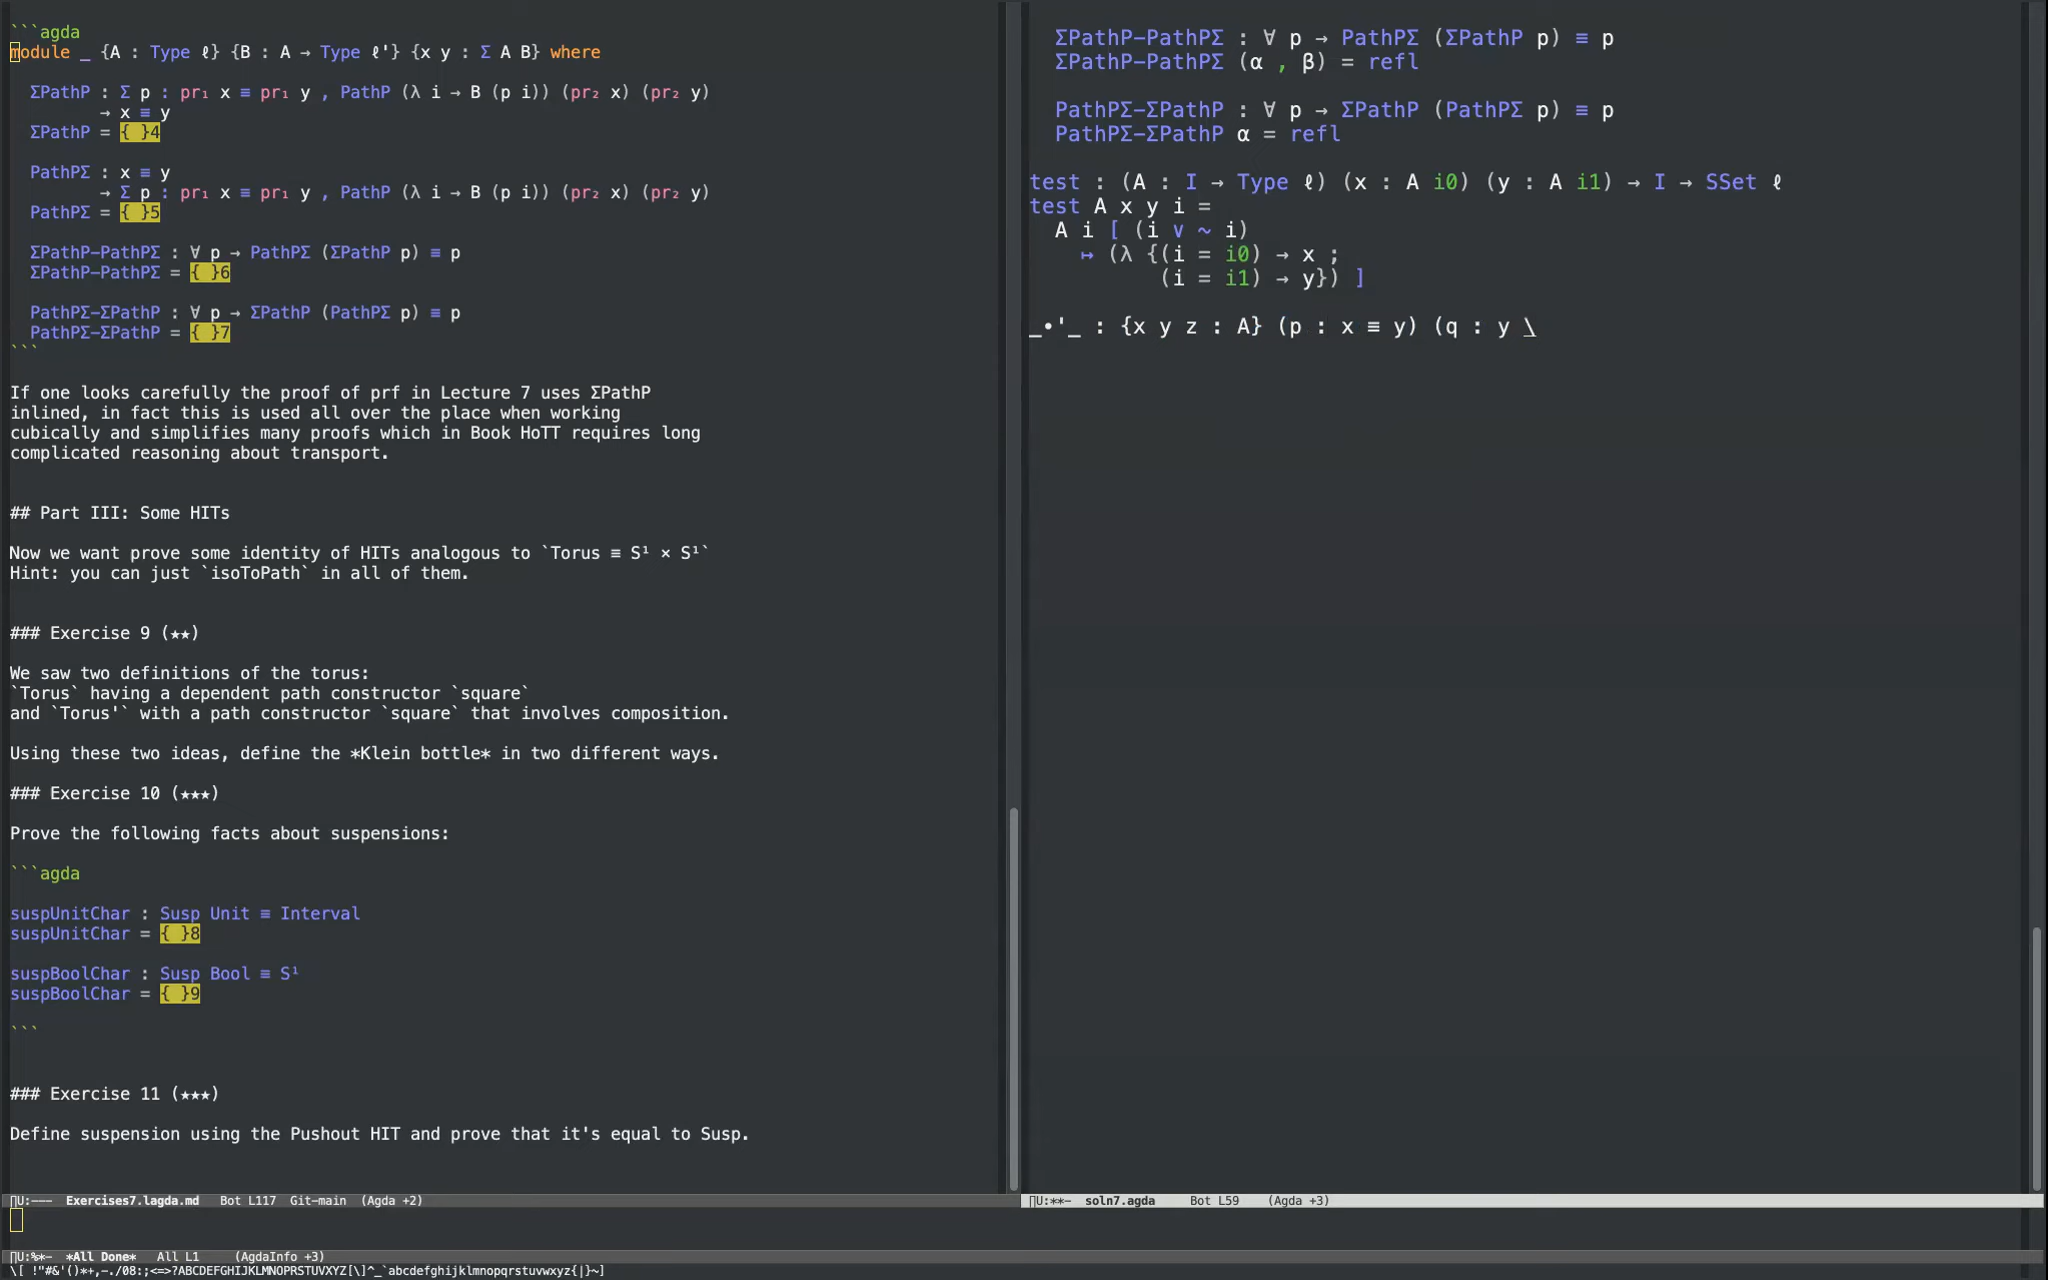 ```agda
module _ {A : Type ℓ} {B : A → Type ℓ'} {x y : Σ A B} where
ΣPathP : Σ p : pr₁ x ≡ pr₁ y , PathP (λ i → B (p i)) (pr₂ x) (pr₂ y)
→ x ≡ y
ΣPathP = { }4
PathPΣ : x ≡ y
→ Σ p : pr₁ x ≡ pr₁ y , PathP (λ i → B (p i)) (pr₂ x) (pr₂ y)
PathPΣ = { }5
ΣPathP-PathPΣ : ∀ p → PathPΣ (ΣPathP p) ≡ p
ΣPathP-PathPΣ = { }6
PathPΣ-ΣPathP : ∀ p → ΣPathP (PathPΣ p) ≡ p
PathPΣ-ΣPathP = { }7
```
If one looks carefully the proof of prf in Lecture 7 uses ΣPathP
inlined, in fact this is used all over the place when working
cubically and simplifies many proofs which in Book HoTT requires long
complicated reasoning about transport.
## Part III: Some HITs
Now we want prove some identity of HITs analogous to `Torus ≡ S¹ × S¹`
Hint: you can just `isoToPath` in all of them.
### Exercise 9 (★★)
We saw two definitions of the torus:
`Torus` having a dependent path constructor `square`
and `Torus'` with a path constructor `square` that involves composition.
Using these two ideas, define the *Klein bottle* in two different ways.
### Exercise 10 (★★★)
Prove the following facts about suspensions:
```agda
suspUnitChar : Susp Unit ≡ Interval
suspUnitChar = { }8
suspBoolChar : Susp Bool ≡ S¹
suspBoolChar = { }9
```
### Exercise 11 (★★★)
Define suspension using the Pushout HIT and prove that it's equal to Susp.
U:--- Exercises7.lagda.md Bot L117 Git-main (Agda +2)
ΣPathP-PathPΣ : ∀ p → PathPΣ (ΣPathP p) ≡ p
ΣPathP-PathPΣ (α , β) = refl
PathPΣ-ΣPathP : ∀ p → ΣPathP (PathPΣ p) ≡ p
PathPΣ-ΣPathP α = refl
test : (A : I → Type ℓ) (x : A i0) (y : A i1) → I → SSet ℓ
test A x y i =
A i [ (i ∨ ~ i)
↦ (λ {(i = i0) → x ;
(i = i1) → y}) ]
_∙'_ : {x y z : A} (p : x ≡ y) (q : y \
U:**- soln7.agda Bot L59 (Agda +3)
U:%*- *All Done* All L1 (AgdaInfo +3)
\[ !"#&'()*+,-./08:;<=>?ABCDEFGHIJKLMNOPRSTUVXYZ[\]^_`abcdefghijklmnopqrstuvwxyz{|}~]